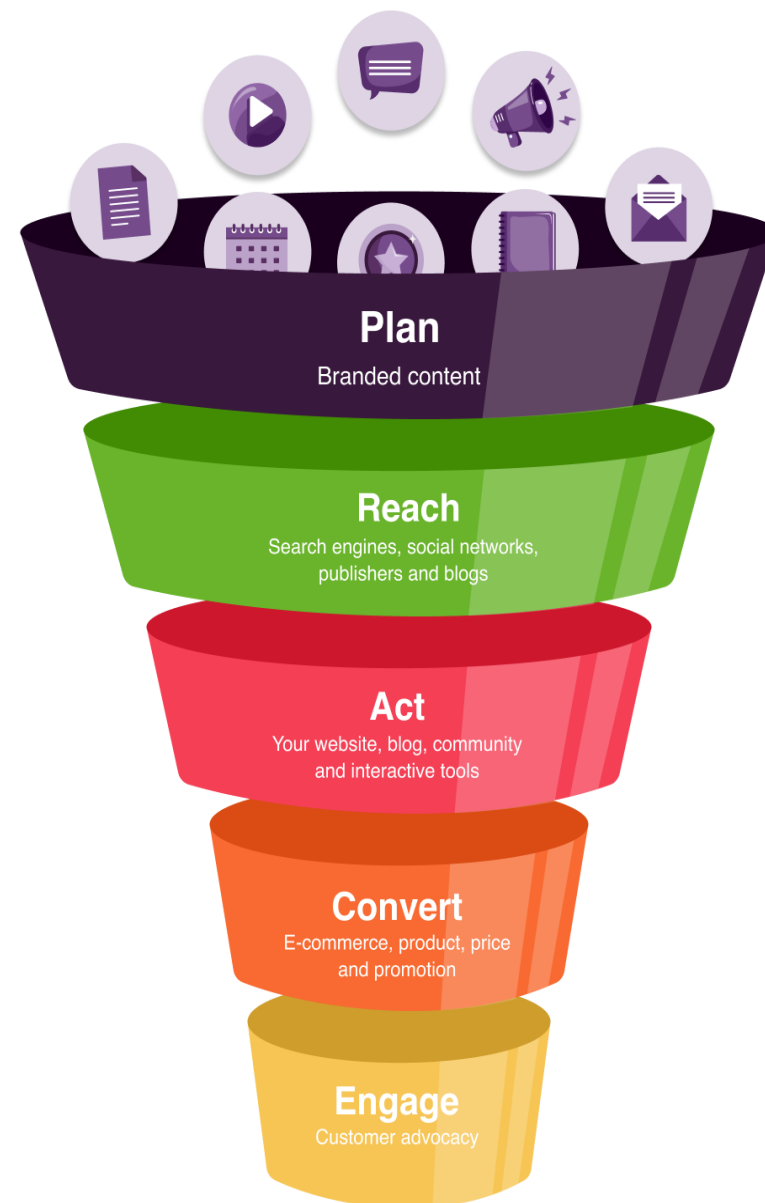 Plan
Branded content
Reach
Search engines, social networks,
publishers and blogs
Act
Your website, blog, community
and interactive tools
Convert
E-commerce, product, price
and promotion
Engage
Customer advocacy